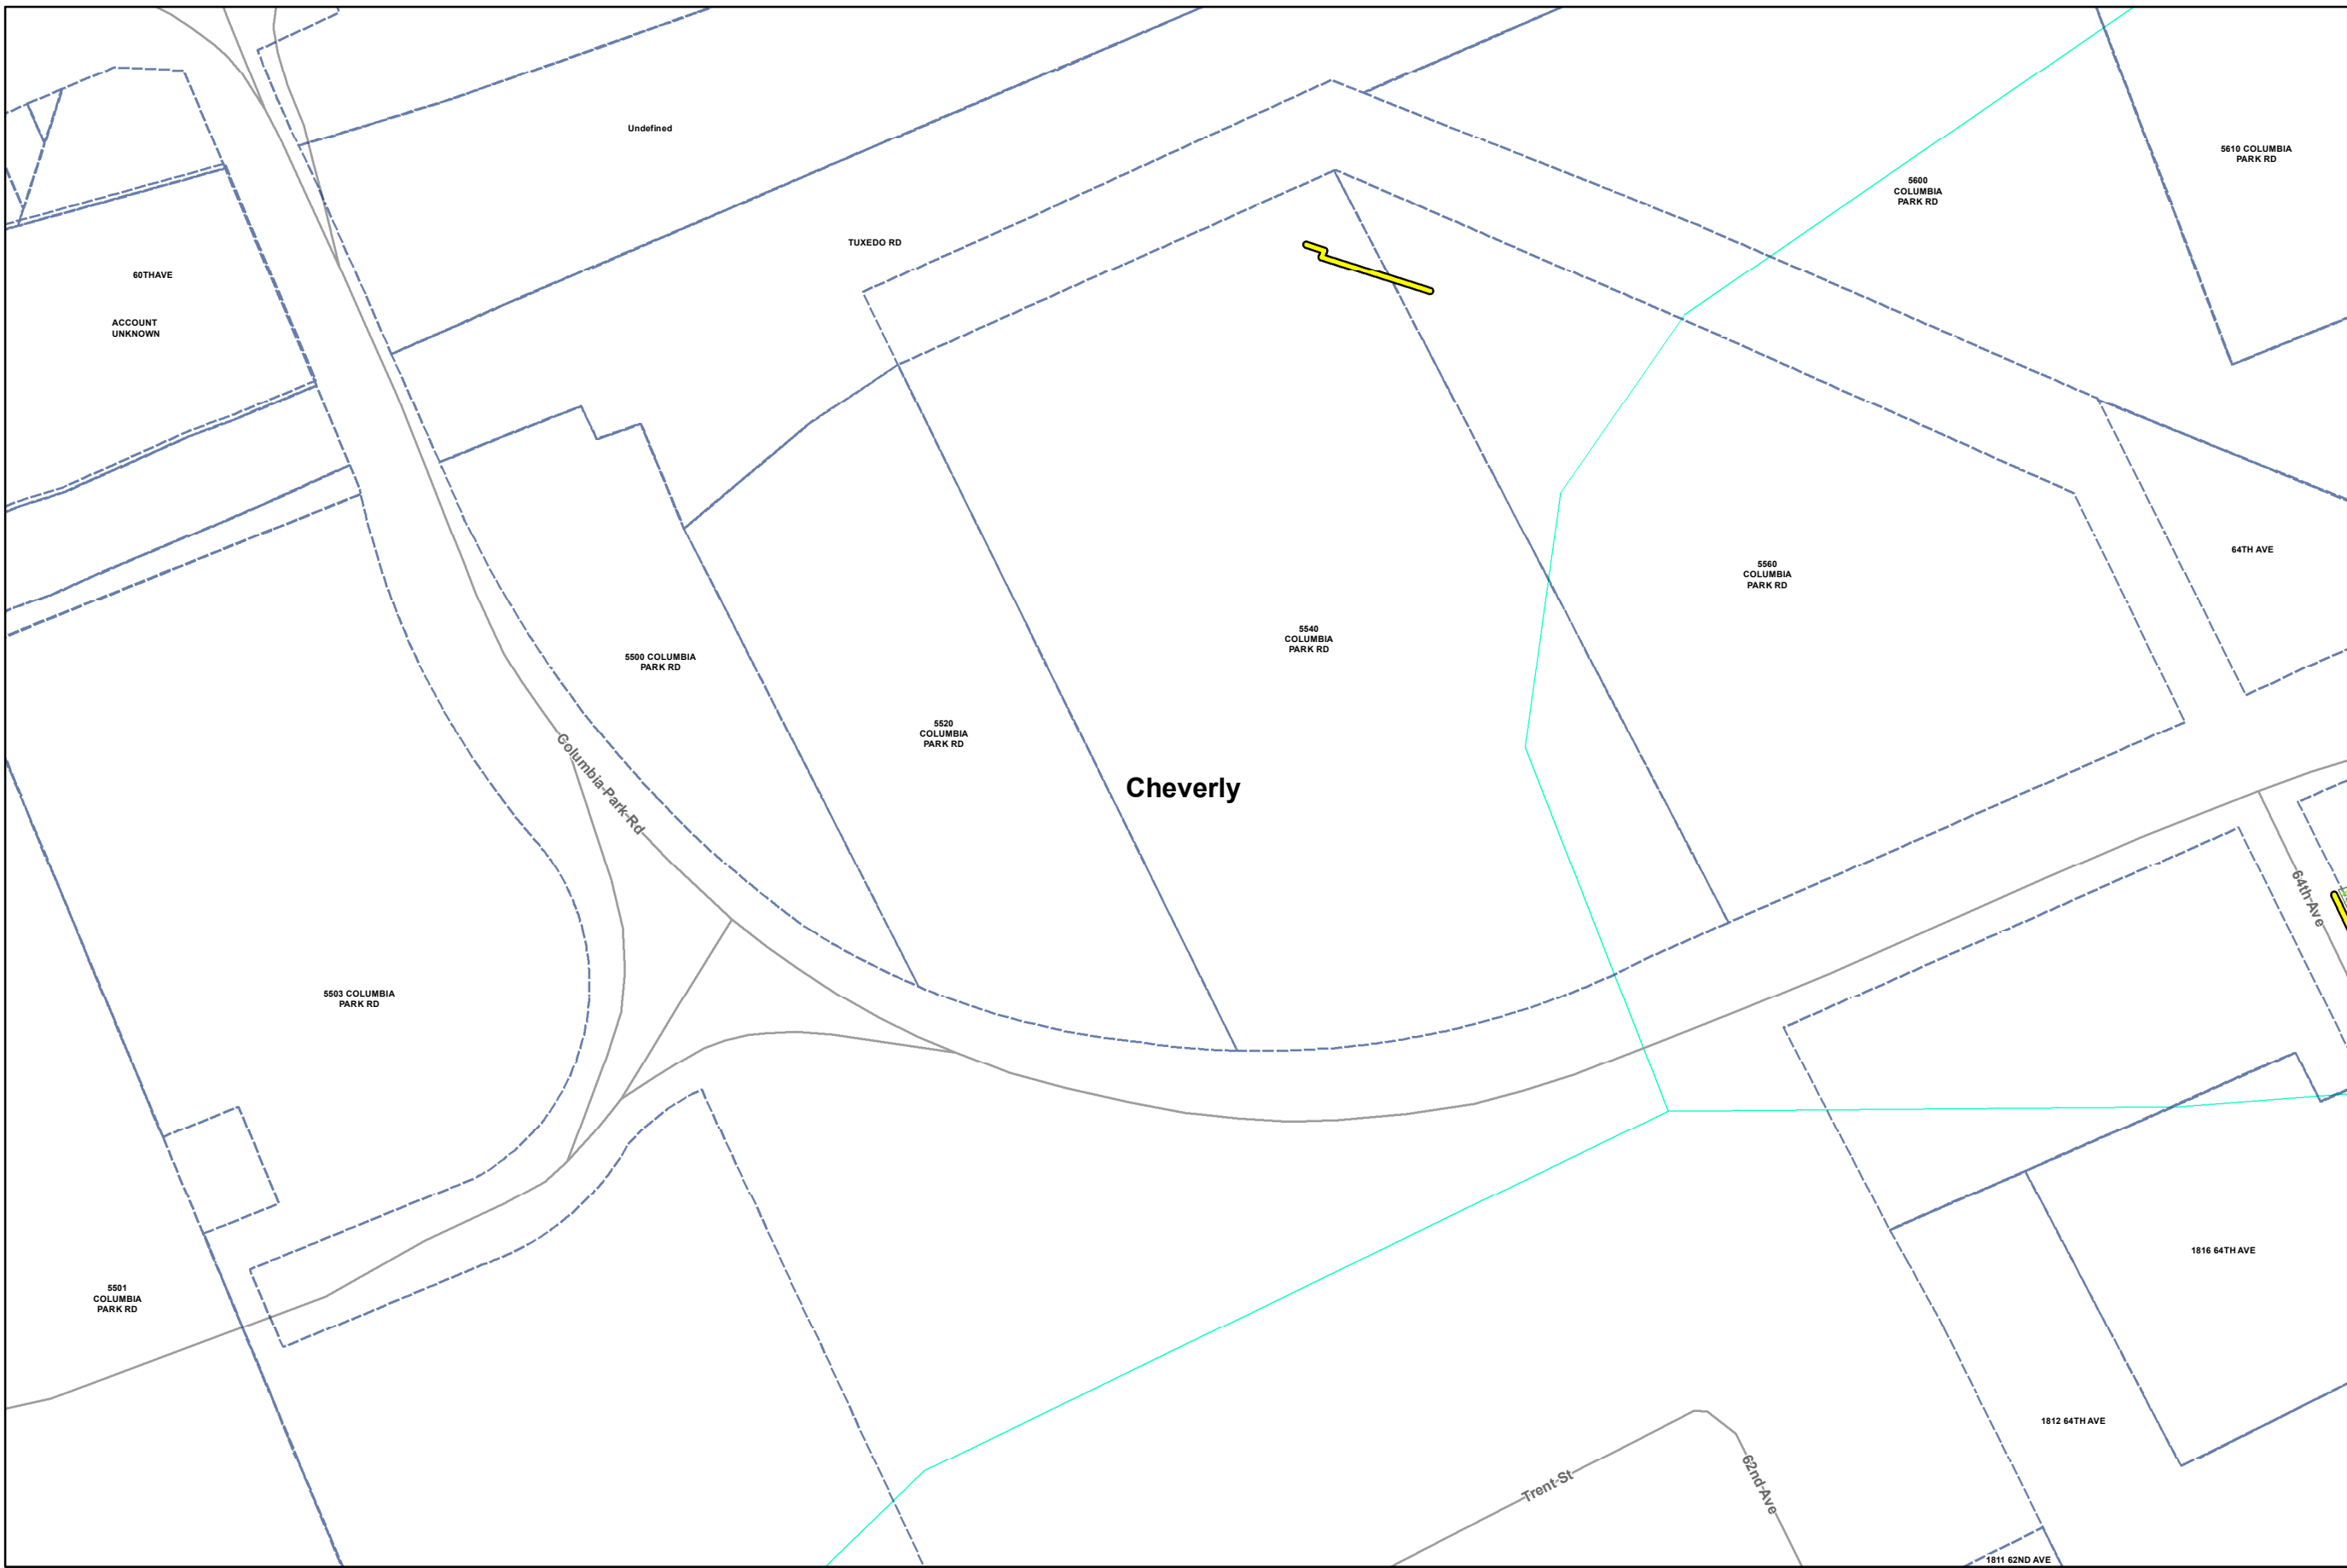 Undefined
5610 COLUMBIA
PARK RD
5600
COLUMBIA
PARK RD
TUXEDO RD
60THAVE
ACCOUNT
UNKNOWN
64TH AVE
5560
COLUMBIA
PARK RD
5540
COLUMBIA
PARK RD
5500 COLUMBIA
PARK RD
5520
COLUMBIA
PARK RD
Columbia Park Rd
Cheverly
64th Ave
5503 COLUMBIA
PARK RD
1816 64TH AVE
5501
COLUMBIA
PARK RD
1812 64TH AVE
Trent St
62nd Ave
1811 62ND AVE